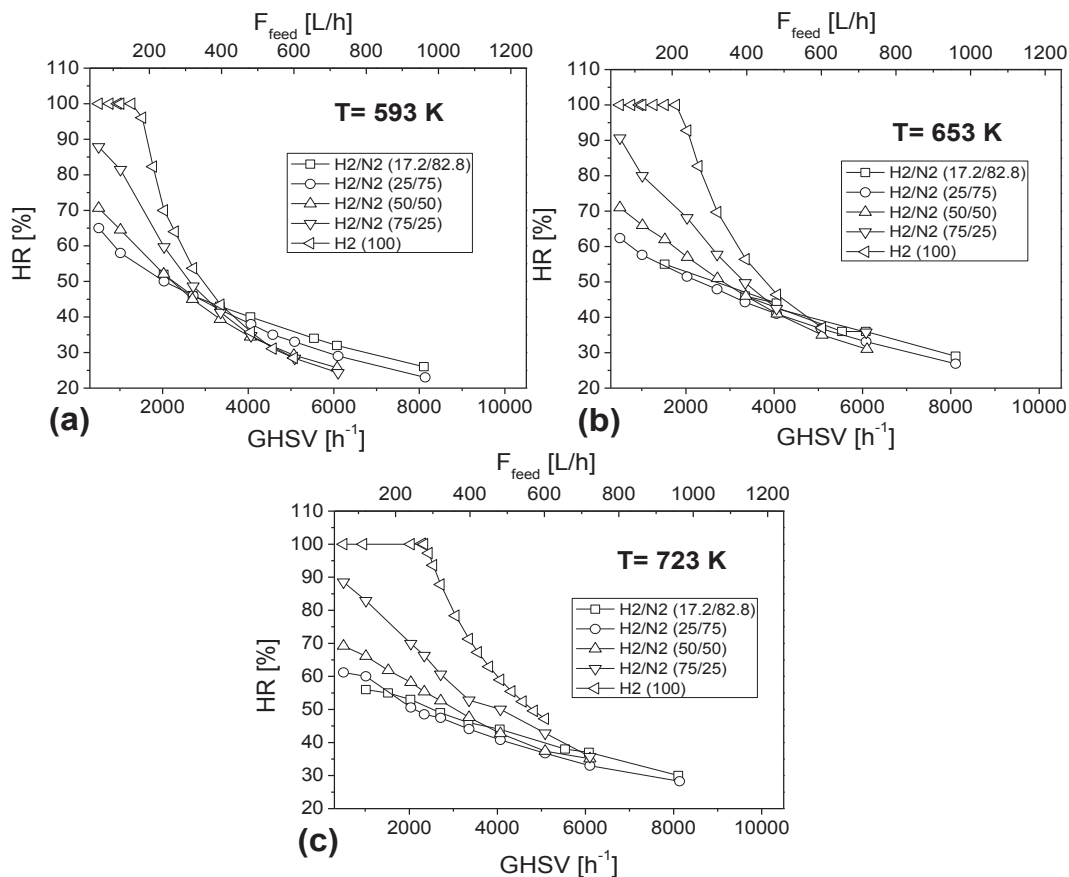 F_feed [L/h]
0 200 400 600 800 1000 1200
110
100
90
80
70
60
50
40
30
20
HR [%]
T= 593 K
H2/N2 (17.2/82.8)
H2/N2 (25/75)
H2/N2 (50/50)
H2/N2 (75/25)
H2 (100)
2000 4000 6000 8000 10000
(a)
GHSV [h⁻¹]
F_feed [L/h]
0 200 400 600 800 1000 1200
110
100
90
80
70
60
50
40
30
20
HR [%]
T= 653 K
H2/N2 (17.2/82.8)
H2/N2 (25/75)
H2/N2 (50/50)
H2/N2 (75/25)
H2 (100)
2000 4000 6000 8000 10000
(b)
GHSV [h⁻¹]
F_feed [L/h]
0 200 400 600 800 1000 1200
110
100
90
80
70
60
50
40
30
20
HR [%]
T= 723 K
H2/N2 (17.2/82.8)
H2/N2 (25/75)
H2/N2 (50/50)
H2/N2 (75/25)
H2 (100)
2000 4000 6000 8000 10000
(c)
GHSV [h⁻¹]